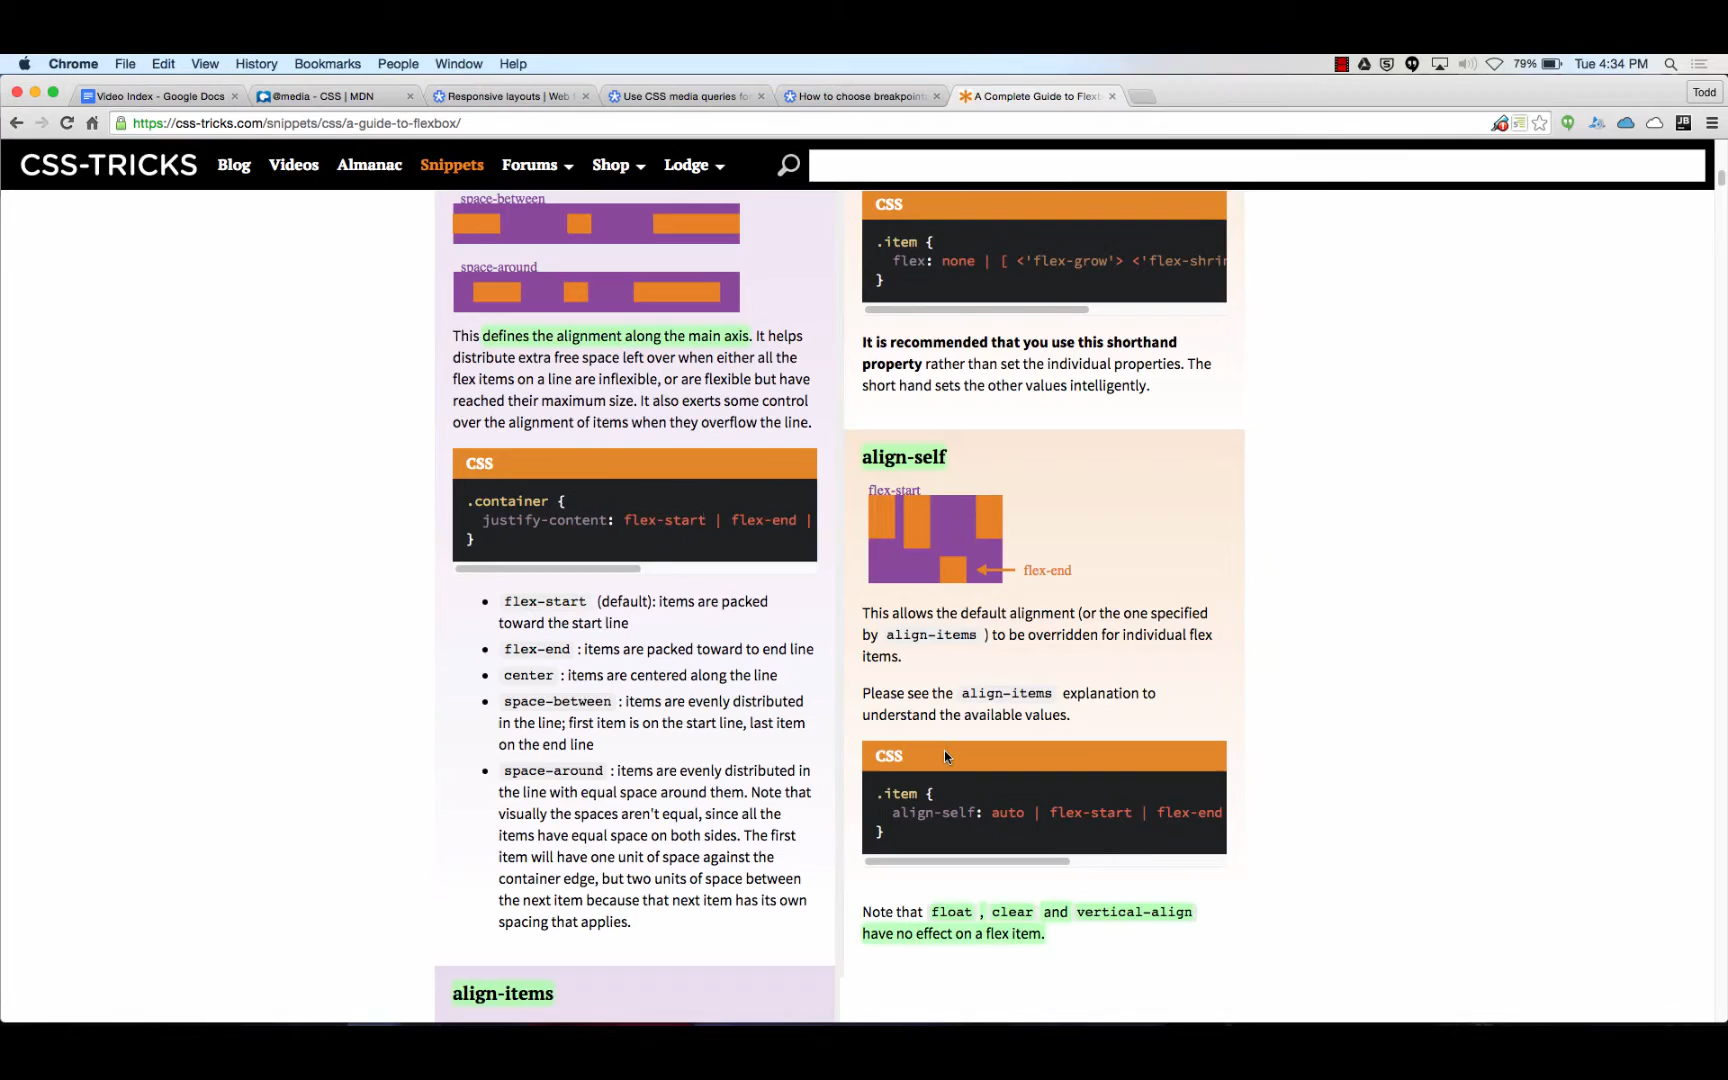 Chrome File Edit View History Bookmarks People Window Help 79% Tue 4:34 PM
Video Index - Google Docs @media - CSS | MDN Responsive layouts | Web Use CSS media queries for How to choose breakpoint A Complete Guide to Flexb Todd
https://css-tricks.com/snippets/css/a-guide-to-flexbox/
CSS-TRICKS Blog Videos Almanac Snippets Forums Shop Lodge
space-between
space-around
This defines the alignment along the main axis. It helps
distribute extra free space left over when either all the
flex items on a line are inflexible, or are flexible but have
reached their maximum size. It also exerts some control
over the alignment of items when they overflow the line.
CSS
.container {
justify-content: flex-start | flex-end |
}
flex-start (default): items are packed
toward the start line
flex-end : items are packed toward to end line
center : items are centered along the line
space-between : items are evenly distributed
in the line; first item is on the start line, last item
on the end line
space-around : items are evenly distributed in
the line with equal space around them. Note that
visually the spaces aren't equal, since all the
items have equal space on both sides. The first
item will have one unit of space against the
container edge, but two units of space between
the next item because that next item has its own
spacing that applies.
align-items
CSS
.item {
flex: none | [ <'flex-grow'> <'flex-shrin
}
It is recommended that you use this shorthand
property rather than set the individual properties. The
short hand sets the other values intelligently.
align-self
flex-start
flex-end
This allows the default alignment (or the one specified
by align-items ) to be overridden for individual flex
items.
Please see the align-items explanation to
understand the available values.
CSS
.item {
align-self: auto | flex-start | flex-end
}
Note that float , clear and vertical-align
have no effect on a flex item.